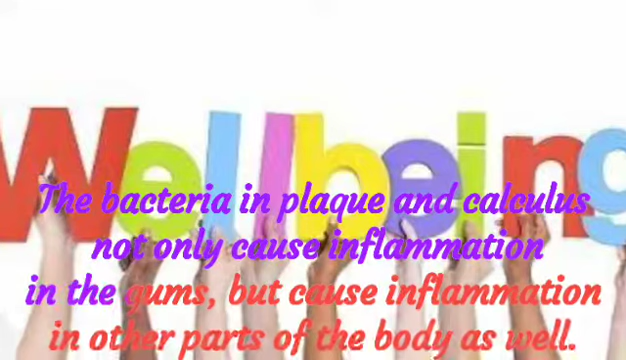 Wellbeing
The bacteria in plaque and calculus
not only cause inflammation
in the gums, but cause inflammation
in other parts of the body as well.